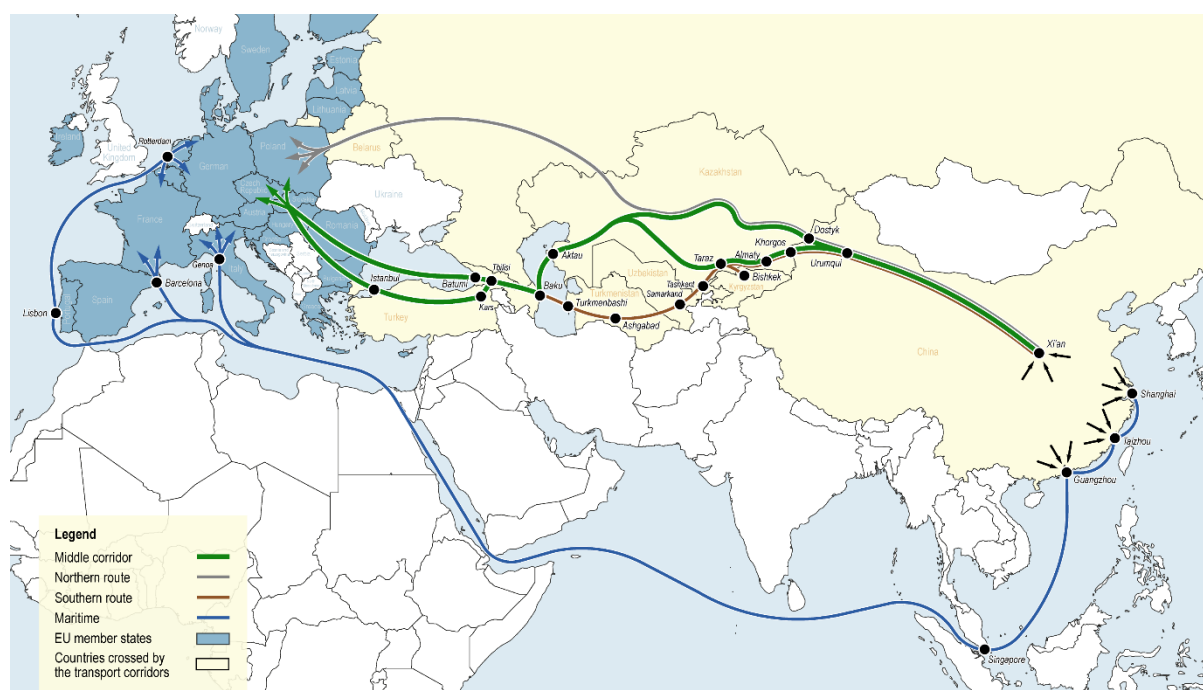 Norway
Sweden
Estonia
Latvia
Lithuania
Ireland
United
Kingdom
Rotterdam
German
Poland
Belarus
Czech
Republic
Ukraine
Kazakhstan
France
Austria
Romania
Dostyk
Khorgos
Almaty
Taraz
Urumqui
Aktau
Genoa
Italy
Tbilisi
Uzbekistan
Bishkek
Kyrgyzstan
Barcelona
Istanbul
Batumi
Baku
Tashkent
Samarkand
Turkmenistan
Turkmenbashi
Spain
Lisbon
Kars
Turkey
Ashgabad
Xi'an
China
Shanghai
Taizhou
Guangzhou
Singapore
Legend
Middle corridor
Northern route
Southern route
Maritime
EU member states
Countries crossed by
the transport corridors